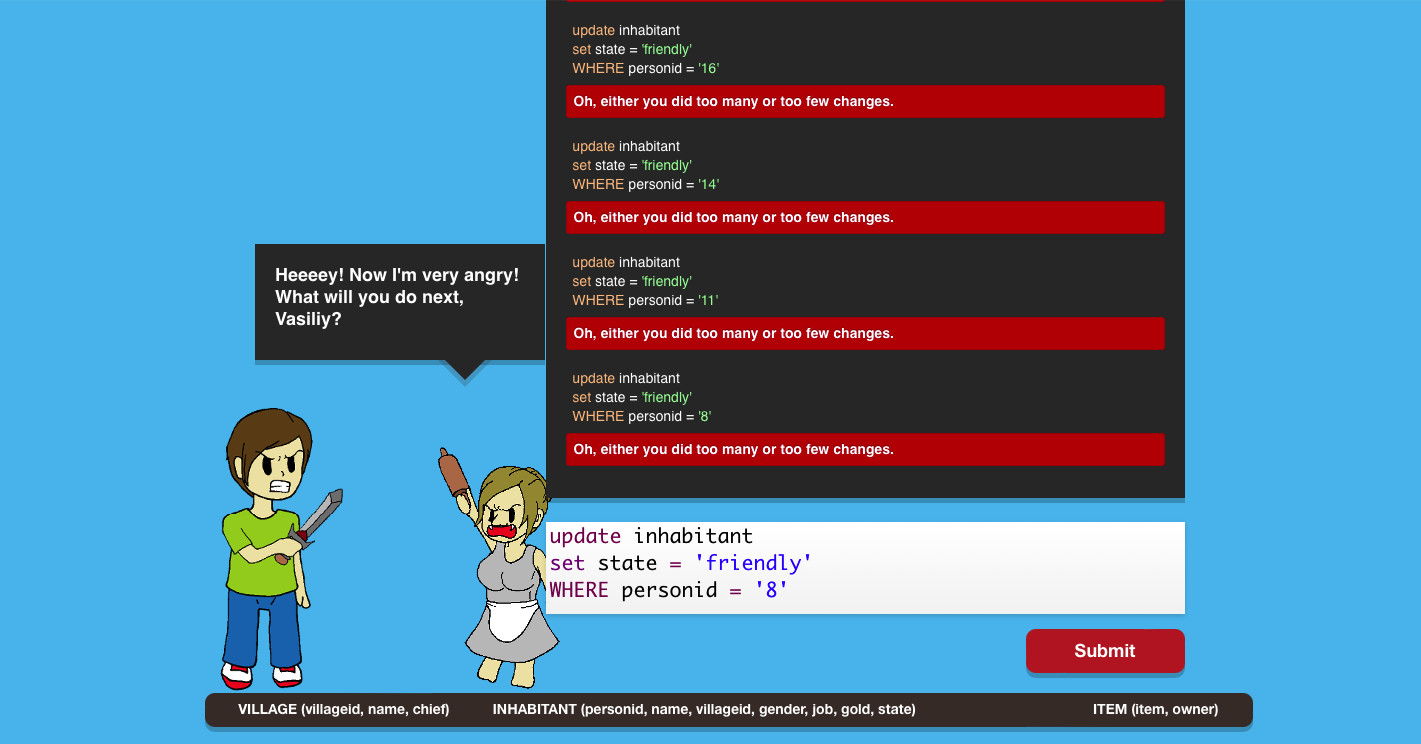 update inhabitant
set state = 'friendly'
WHERE personid = '16'
Oh, either you did too many or too few changes.
update inhabitant
set state = 'friendly'
WHERE personid = '14'
Oh, either you did too many or too few changes.
update inhabitant
set state = 'friendly'
WHERE personid = '11'
Oh, either you did too many or too few changes.
update inhabitant
set state = 'friendly'
WHERE personid = '8'
Oh, either you did too many or too few changes.
Heeeey! Now I'm very angry!
What will you do next,
Vasiliy?
update inhabitant
set state = 'friendly'
WHERE personid = '8'
Submit
VILLAGE (villageid, name, chief) INHABITANT (personid, name, villageid, gender, job, gold, state) ITEM (item, owner)